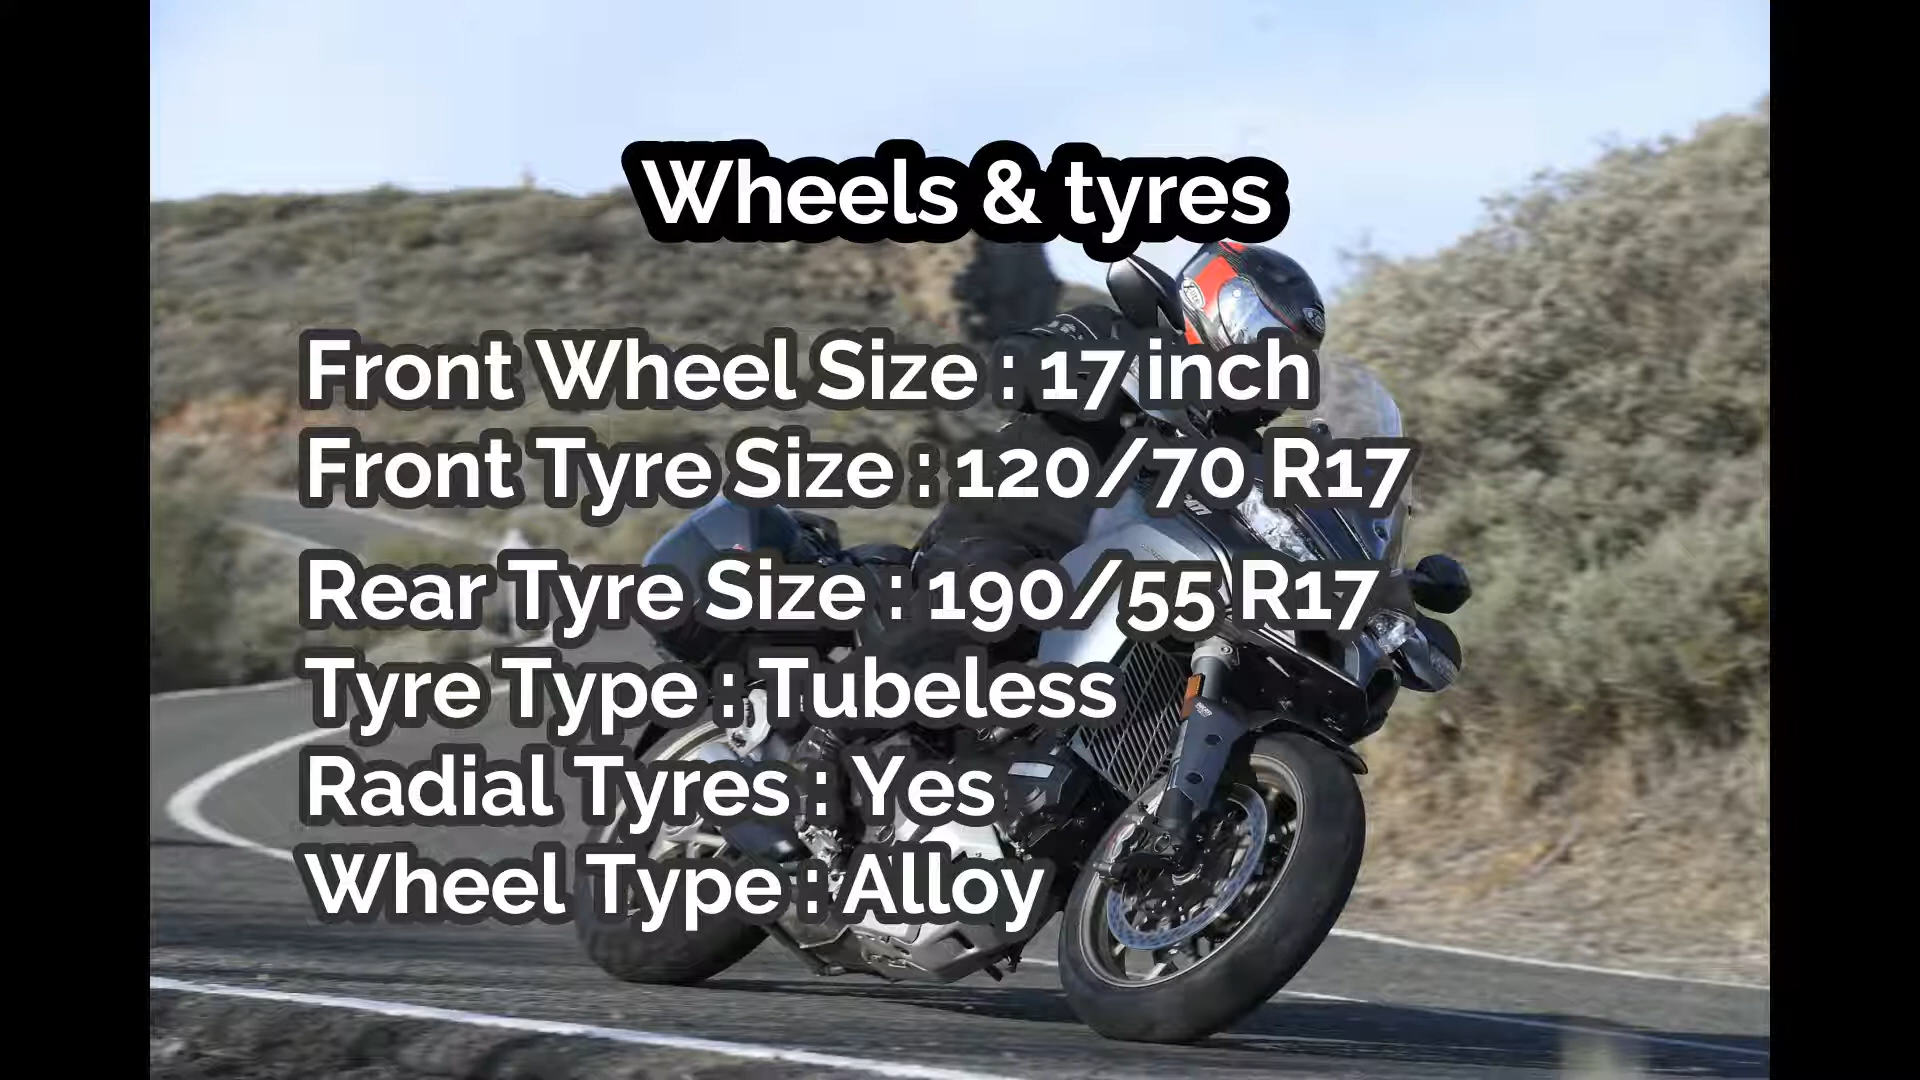 Wheels & tyres
Front Wheel Size : 17 inch
Front Tyre Size : 120/70 R17
Rear Tyre Size : 190/55 R17
Tyre Type : Tubeless
Radial Tyres : Yes
Wheel Type : Alloy